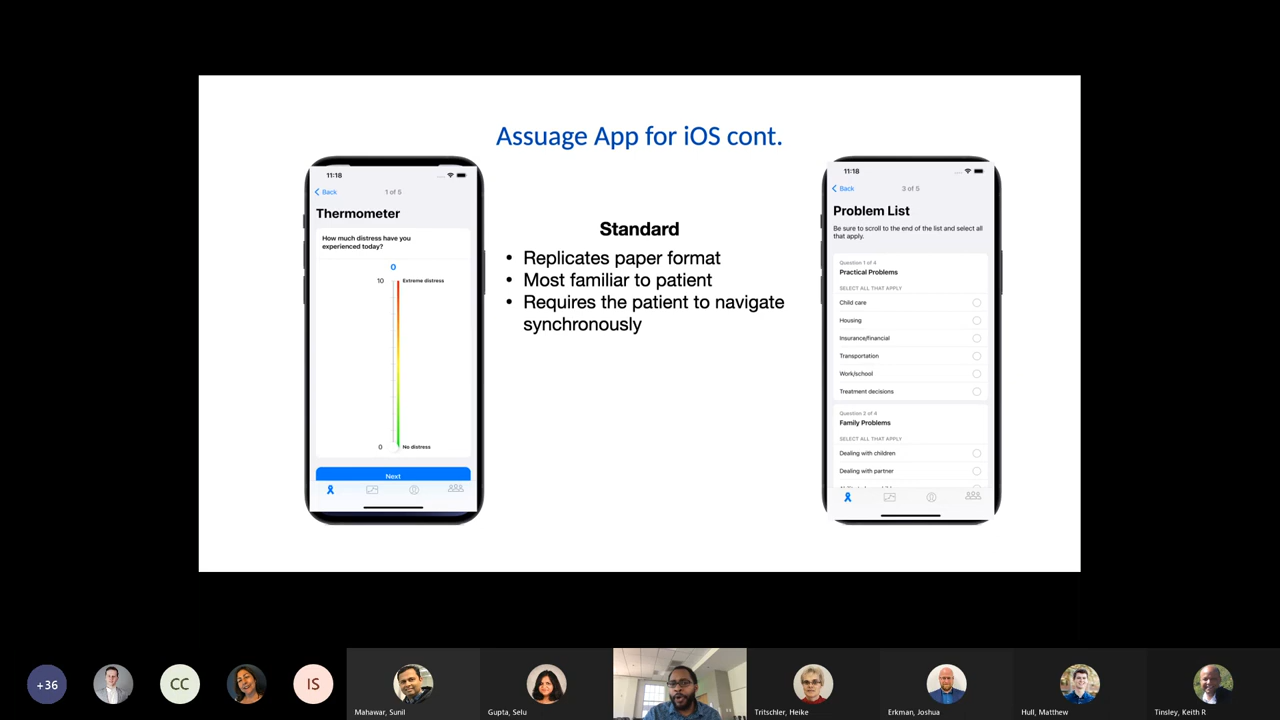 Assuage App for iOS cont.
11:18
Back
1 of 5
Thermometer
How much distress have you
experienced today?
0
10
Extreme distress
0
No distress
Next
Standard
• Replicates paper format
• Most familiar to patient
• Requires the patient to navigate
synchronously
11:18
Back
3 of 5
Problem List
Be sure to scroll to the end of the list and select all
that apply.
Question 1 of 4
Practical Problems
SELECT ALL THAT APPLY
Child care
Housing
Insurance/financial
Transportation
Work/school
Treatment decisions
Question 2 of 4
Family Problems
SELECT ALL THAT APPLY
Dealing with children
Dealing with partner
+36
CC
IS
Mahawar, Sunil
Gupta, Selu
Tritschler, Heike
Erkman, Joshua
Hull, Matthew
Tinsley, Keith R